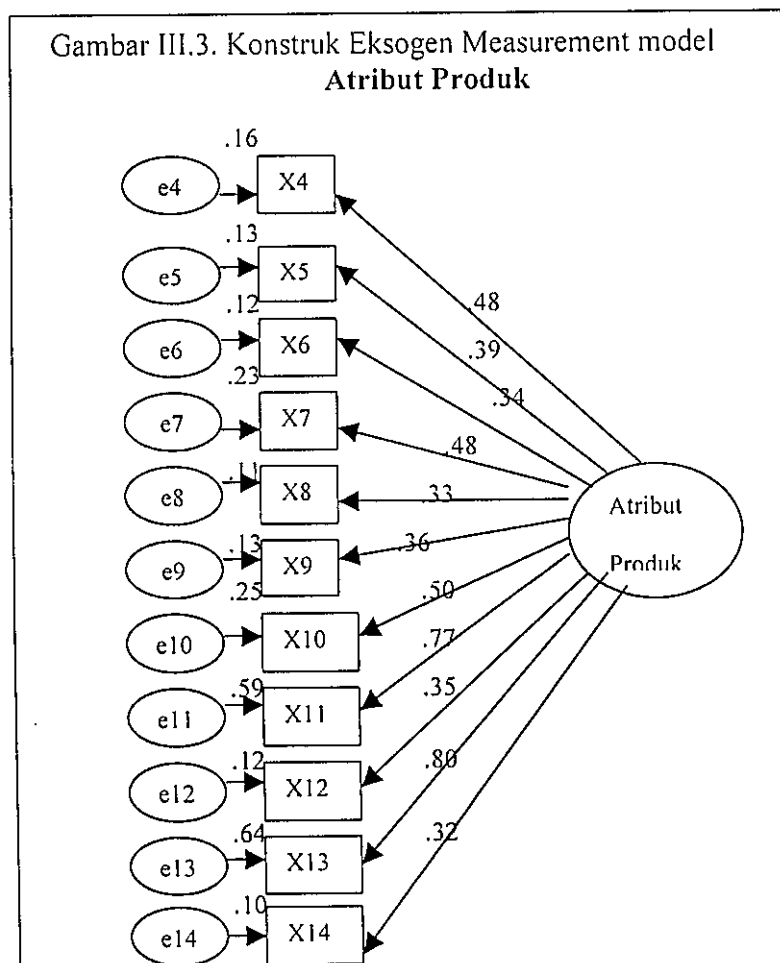 Gambar III.3. Konstruk Eksogen Measurement model
Atribut Produk
.16
e4 X4
.13
e5 X5
.48
.12
e6 X6
.39
.34
.23
e7 X7
.48
.11
e8 X8
.33
Atribut
Produk
.13
e9 X9
.36
.25
.50
e10 X10
.77
.59
e11 X11
.35
.12
e12 X12
.80
.64
e13 X13
.32
.10
e14 X14